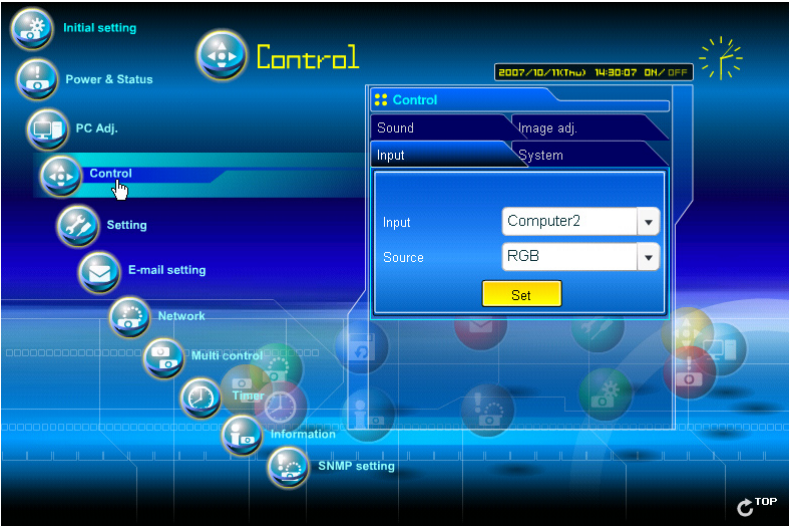 Initial setting
Power & Status
PC Adj.
Control
Setting
E-mail setting
Network
Multi control
Timer
Information
SNMP setting
Control
2007/10/11(Thu) 14:30:07 ON/OFF
Control
Sound Image adj.
Input System
Input Computer2
Source RGB
Set
TOP